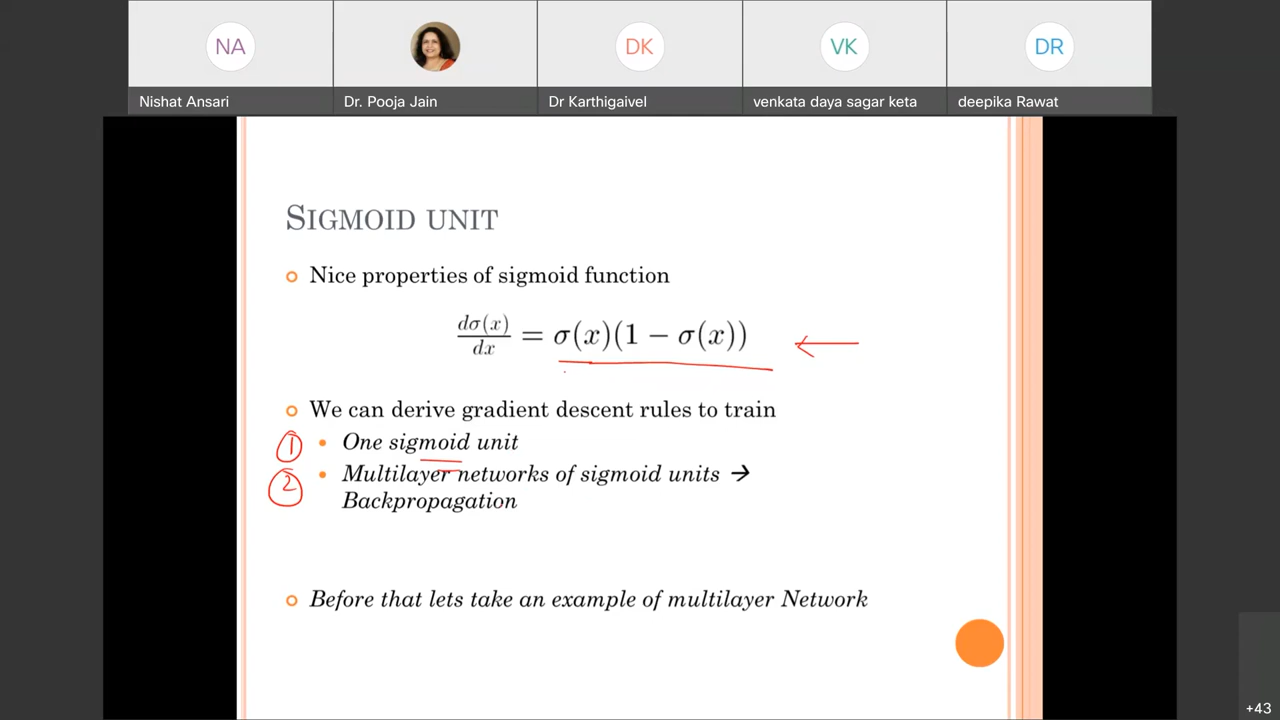 NA
DK
VK
DR
Nishat Ansari
Dr. Pooja Jain
Dr Karthigaivel
venkata daya sagar keta
deepika Rawat
SIGMOID UNIT
Nice properties of sigmoid function
dσ(x)/dx = σ(x)(1 − σ(x))
We can derive gradient descent rules to train
1 One sigmoid unit
2 Multilayer networks of sigmoid units →
Backpropagation
Before that lets take an example of multilayer Network
+43